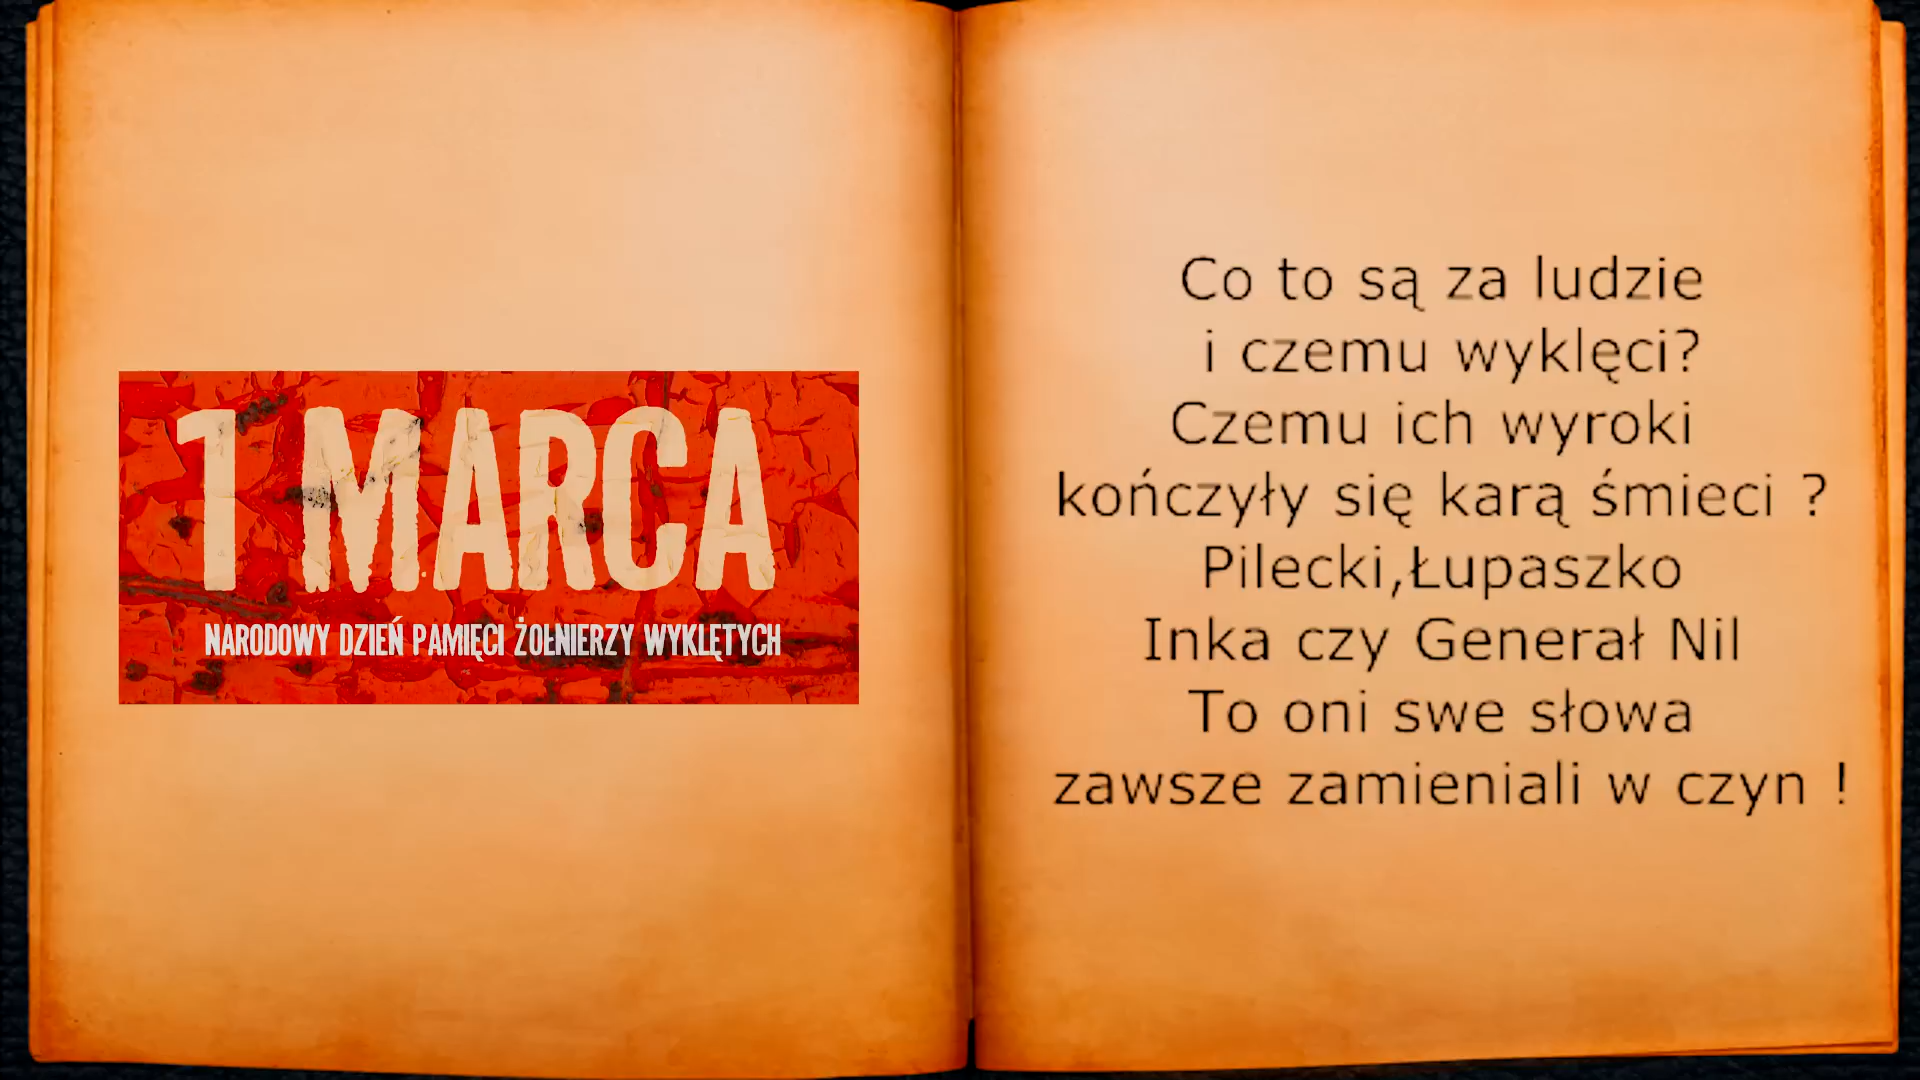 1 MARCA
NARODOWY DZIEŃ PAMIĘCI ŻOŁNIERZY WYKLĘTYCH
Co to są za ludzie
i czemu wyklęci?
Czemu ich wyroki
kończyły się karą śmieci ?
Pilecki,Łupaszko
Inka czy Generał Nil
To oni swe słowa
zawsze zamieniali w czyn !